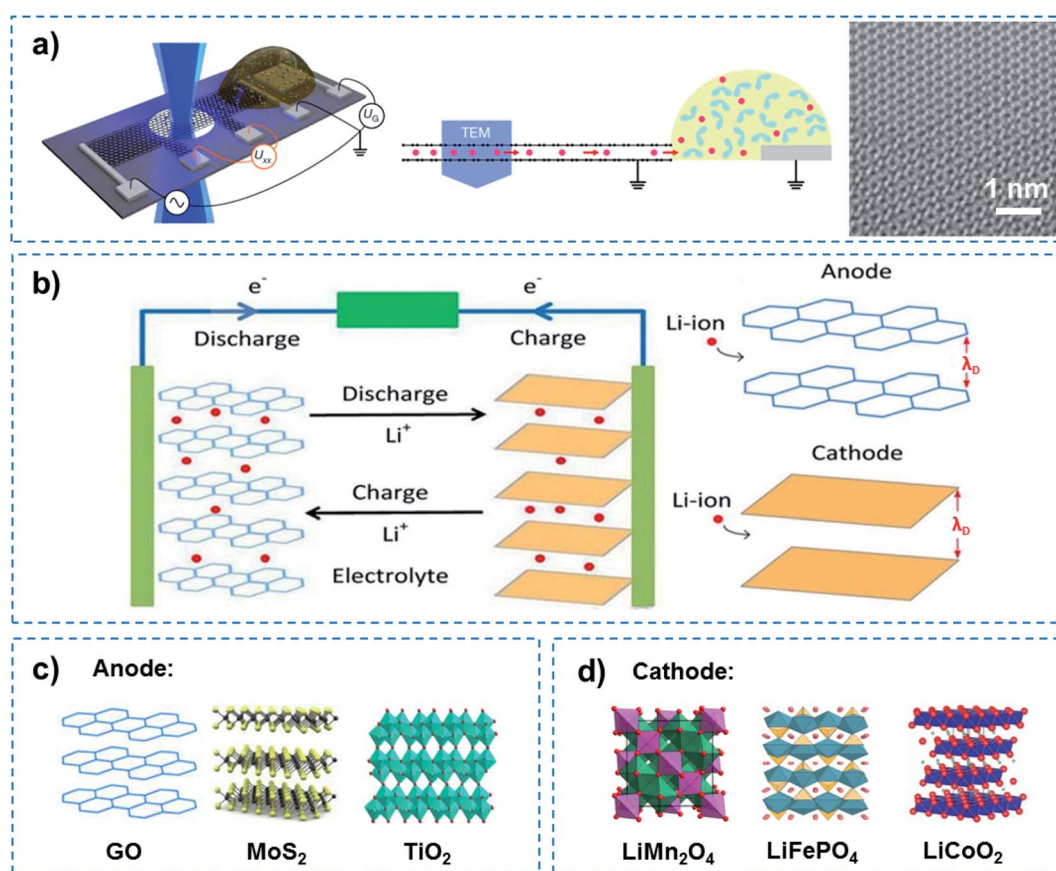 a)
U_G
U_xx
TEM
1 nm
b)
e⁻
e⁻
Discharge
Charge
Discharge
Li⁺
Charge
Li⁺
Electrolyte
Anode
Li-ion
λ_D
Cathode
Li-ion
λ_D
c) Anode:
GO MoS₂ TiO₂
d) Cathode:
LiMn₂O₄ LiFePO₄ LiCoO₂